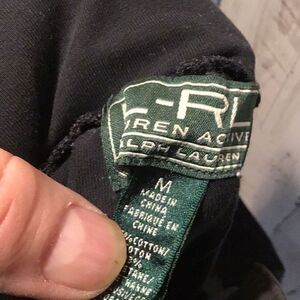 L-RL
REN ACTIVE
ALPH LAUREN
M
MADE IN
CHINA
FABRIQUÉ EN
CHINE
COTTON/